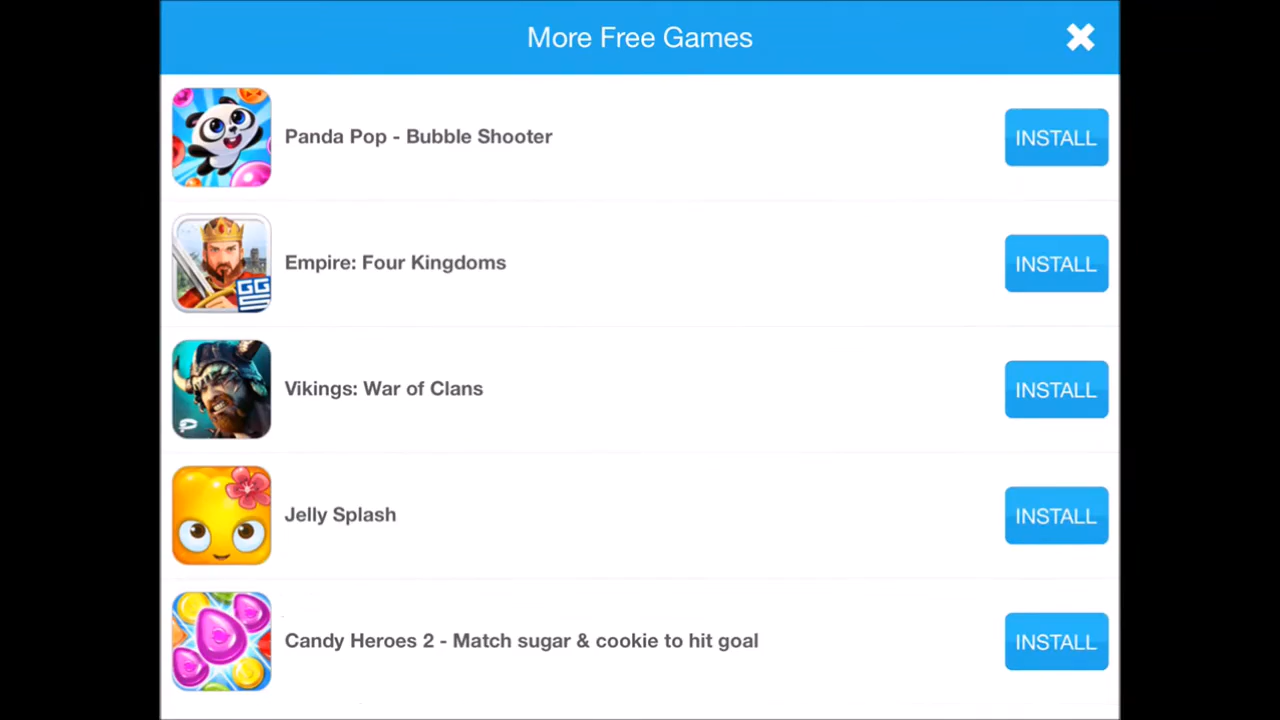 More Free Games
Panda Pop - Bubble Shooter
INSTALL
Empire: Four Kingdoms
INSTALL
GG
Vikings: War of Clans
INSTALL
Jelly Splash
INSTALL
Candy Heroes 2 - Match sugar & cookie to hit goal
INSTALL